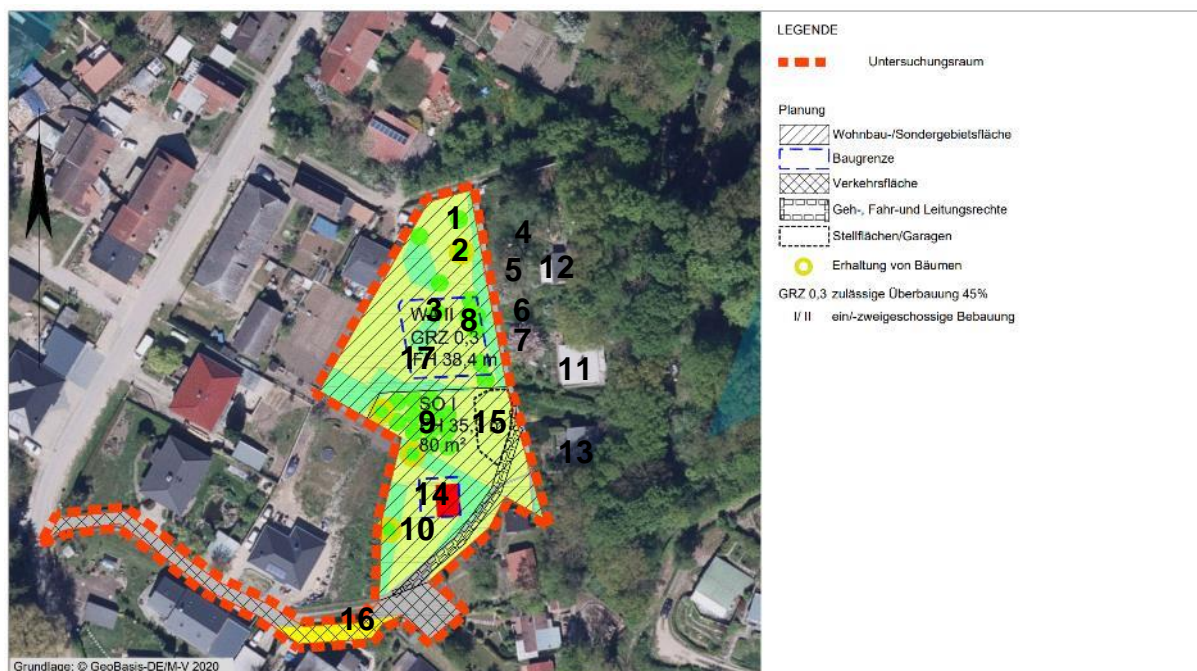 LEGENDE
Untersuchungsraum
Planung
Wohnbau-/Sondergebietsfläche
Baugrenze
Verkehrsfläche
Geh-, Fahr-und Leitungsrechte
Stellflächen/Garagen
Erhaltung von Bäumen
GRZ 0,3 zulässige Überbauung 45%
I/ II ein/-zweigeschossige Bebauung
1
2
4
5
12
3
8
6
7
II
GRZ 0,3
17
FH 38,4 m
11
SO I
9
15
80 m²
13
14
10
16
Grundlage: © GeoBasis-DE/M-V 2020